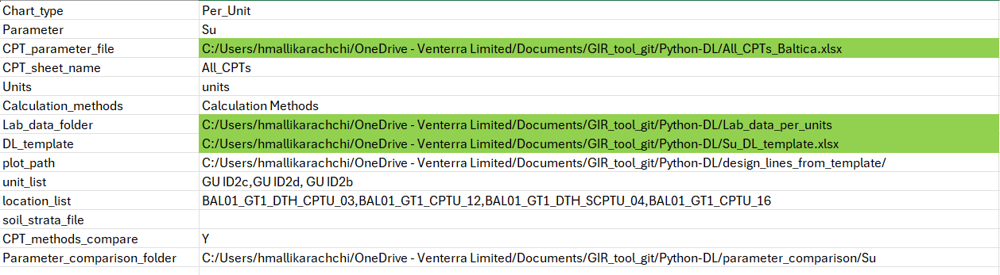 Chart_type Per_Unit
Parameter Su
CPT_parameter_file C:/Users/hmallikarachchi/OneDrive - Venterra Limited/Documents/GIR_tool_git/Python-DL/All_CPTs_Baltica.xlsx
CPT_sheet_name All_CPTs
Units units
Calculation_methods Calculation Methods
Lab_data_folder C:/Users/hmallikarachchi/OneDrive - Venterra Limited/Documents/GIR_tool_git/Python-DL/Lab_data_per_units
DL_template C:/Users/hmallikarachchi/OneDrive - Venterra Limited/Documents/GIR_tool_git/Python-DL/Su_DL_template.xlsx
plot_path C:/Users/hmallikarachchi/OneDrive - Venterra Limited/Documents/GIR_tool_git/Python-DL/design_lines_from_template/
unit_list GU ID2c,GU ID2d, GU ID2b
location_list BAL01_GT1_DTH_CPTU_03,BAL01_GT1_CPTU_12,BAL01_GT1_DTH_SCPTU_04,BAL01_GT1_CPTU_16
soil_strata_file
CPT_methods_compare Y
Parameter_comparison_folder C:/Users/hmallikarachchi/OneDrive - Venterra Limited/Documents/GIR_tool_git/Python-DL/parameter_comparison/Su